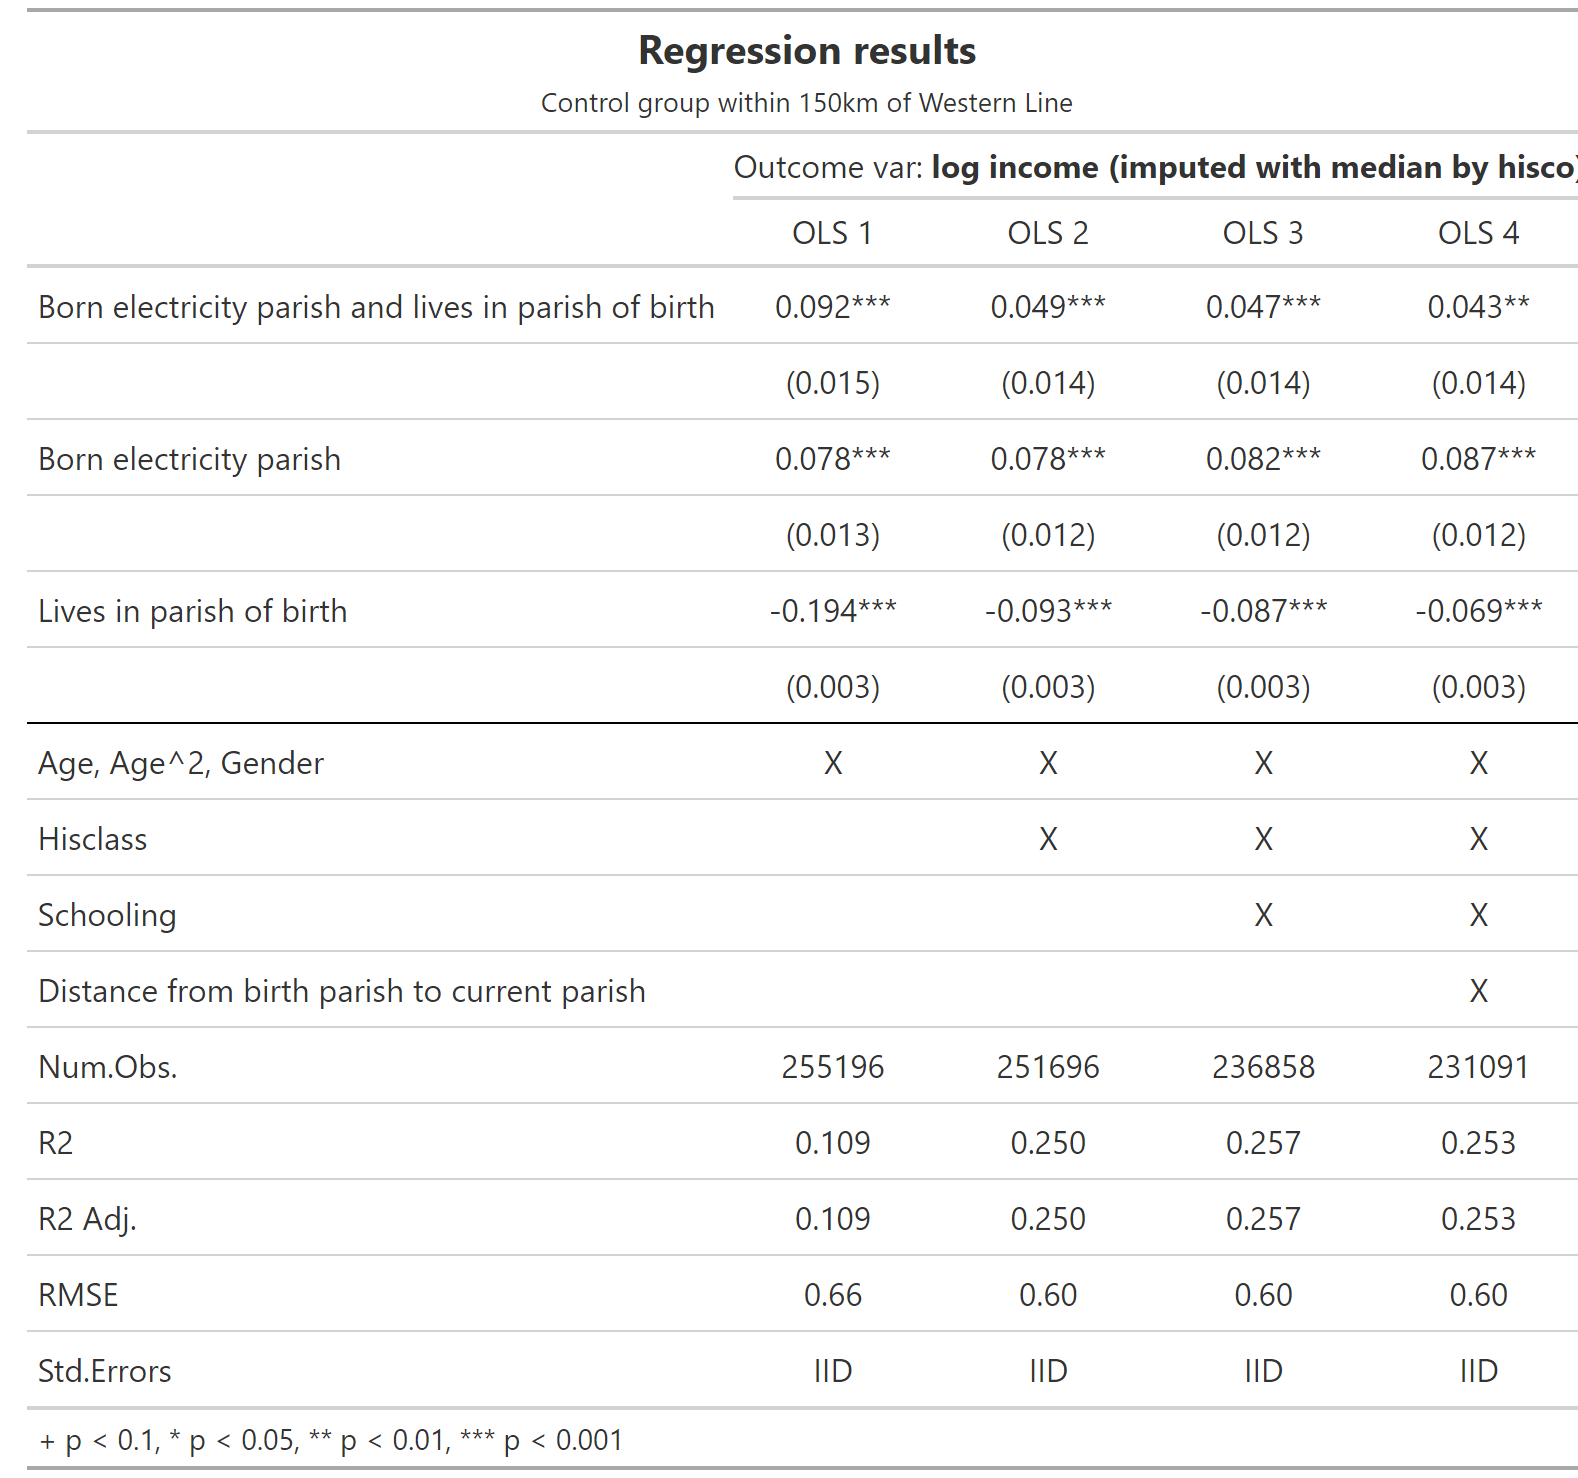 Regression results
Control group within 150km of Western Line
Outcome var: log income (imputed with median by hisco)
OLS 1 OLS 2 OLS 3 OLS 4
Born electricity parish and lives in parish of birth 0.092*** 0.049*** 0.047*** 0.043**
(0.015) (0.014) (0.014) (0.014)
Born electricity parish 0.078*** 0.078*** 0.082*** 0.087***
(0.013) (0.012) (0.012) (0.012)
Lives in parish of birth -0.194*** -0.093*** -0.087*** -0.069***
(0.003) (0.003) (0.003) (0.003)
Age, Age^2, Gender X X X X
Hisclass X X X
Schooling X X
Distance from birth parish to current parish X
Num.Obs. 255196 251696 236858 231091
R2 0.109 0.250 0.257 0.253
R2 Adj. 0.109 0.250 0.257 0.253
RMSE 0.66 0.60 0.60 0.60
Std.Errors IID IID IID IID
+ p < 0.1, * p < 0.05, ** p < 0.01, *** p < 0.001